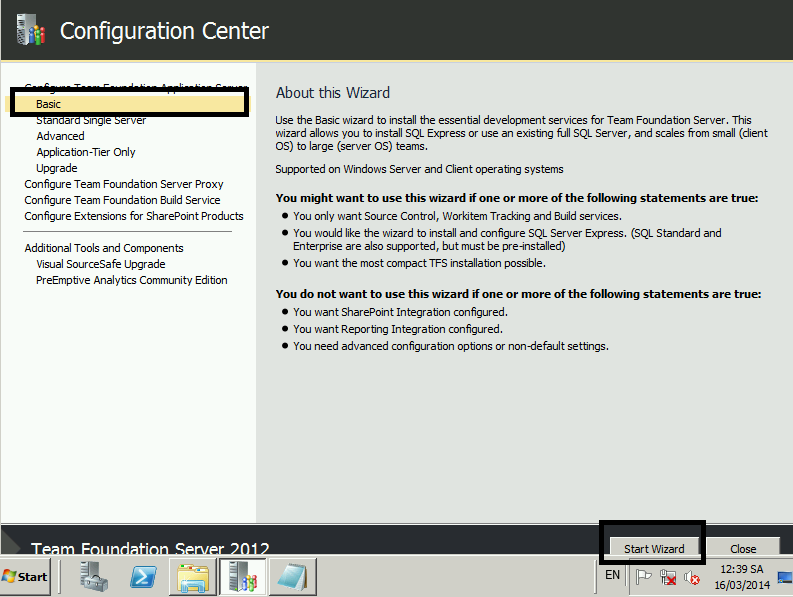 Configuration Center
Configure Team Foundation Application Server
Basic
Standard Single Server
Advanced
Application-Tier Only
Upgrade
Configure Team Foundation Server Proxy
Configure Team Foundation Build Service
Configure Extensions for SharePoint Products
Additional Tools and Components
Visual SourceSafe Upgrade
PreEmptive Analytics Community Edition
About this Wizard
Use the Basic wizard to install the essential development services for Team Foundation Server. This
wizard allows you to install SQL Express or use an existing full SQL Server, and scales from small (client
OS) to large (server OS) teams.
Supported on Windows Server and Client operating systems
You might want to use this wizard if one or more of the following statements are true:
● You only want Source Control, Workitem Tracking and Build services.
● You would like the wizard to install and configure SQL Server Express. (SQL Standard and
Enterprise are also supported, but must be pre-installed)
● You want the most compact TFS installation possible.
You do not want to use this wizard if one or more of the following statements are true:
● You want SharePoint Integration configured.
● You want Reporting Integration configured.
● You need advanced configuration options or non-default settings.
Team Foundation Server 2012
Start Wizard
Close
Start
EN
12:39 SA
16/03/2014